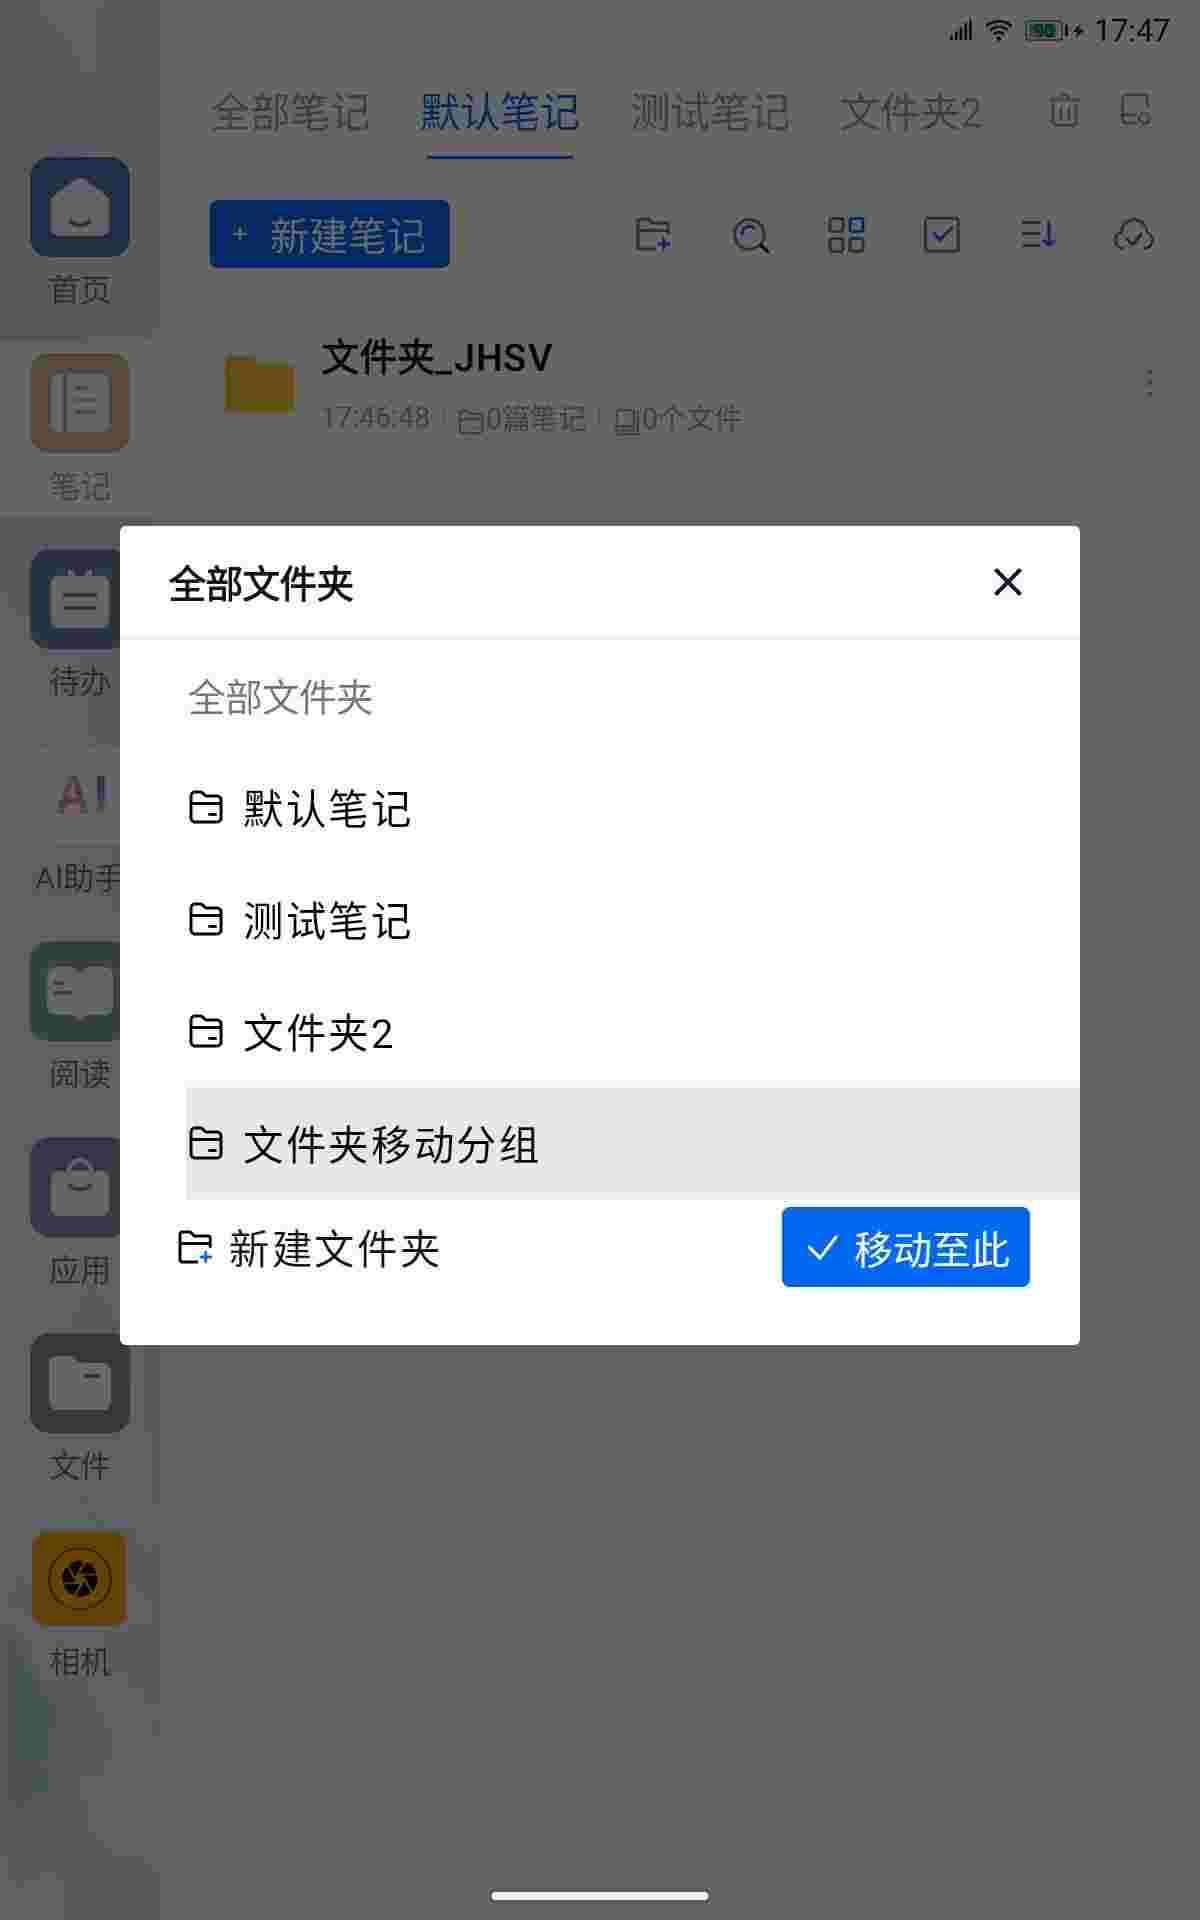 90 17:47
全部笔记 默认笔记 测试笔记 文件夹2
+ 新建笔记
首页
文件夹_JHSV
17:46:48 0篇笔记 0个文件
笔记
全部文件夹
全部文件夹
待办
默认笔记
AI
AI助手
测试笔记
文件夹2
阅读
文件夹移动分组
新建文件夹 移动至此
应用
文件
相机